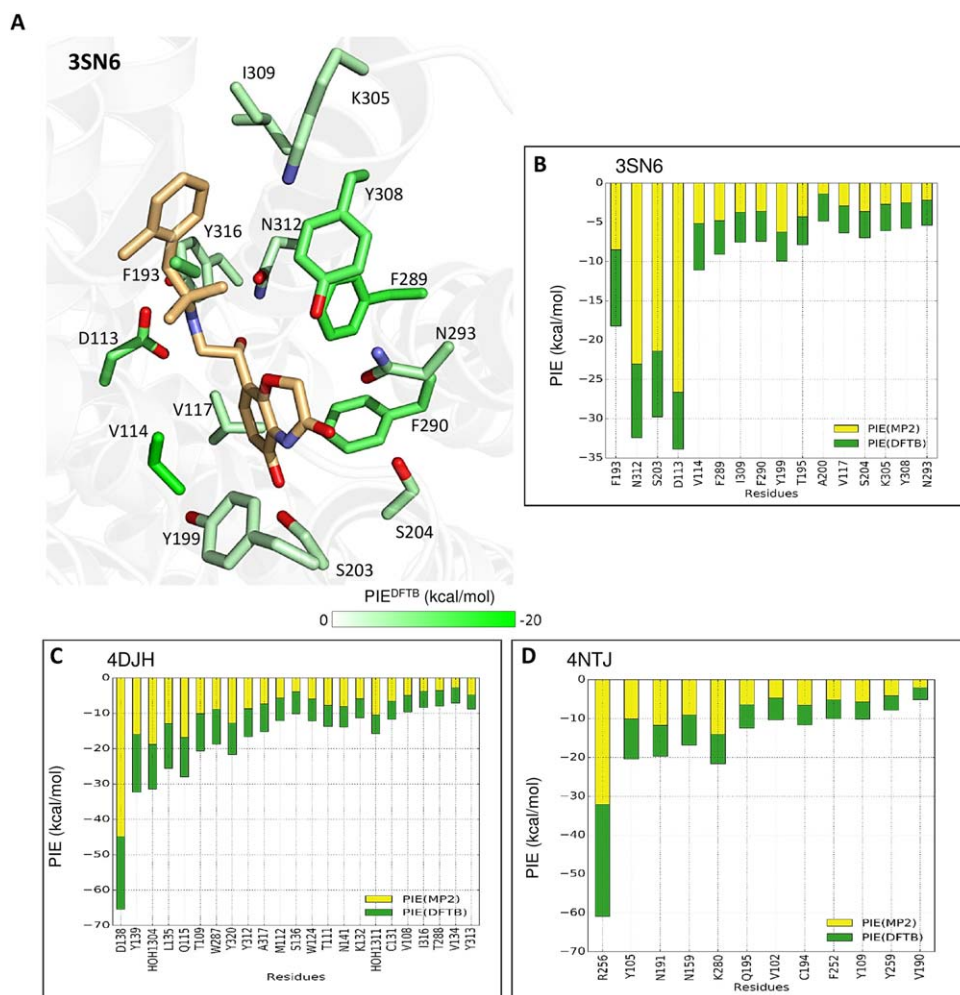 A
3SN6
I309
K305
Y308
N312
Y316
F193
F289
D113
N293
V117
F290
V114
S204
Y199
S203
PIE^DFTB (kcal/mol)
0
-20
B
3SN6
PIE (kcal/mol)
0
−5
−10
−15
−20
−25
−30
−35
PIE(MP2)
PIE(DFTB)
F193 N312 S203 D113 V114 F289 I309 F290 Y199 T195 A200 V117 S204 K305 Y308 N293
Residues
C
4DJH
PIE (kcal/mol)
0
−10
−20
−30
−40
−50
−60
−70
PIE(MP2)
PIE(DFTB)
D138 Y139 HOH1304 L135 Q115 T109 W287 Y320 Y312 A317 M112 S136 W124 T111 N141 K132 HOH1311 C131 V108 I316 T288 V134 Y313
Residues
D
4NTJ
PIE (kcal/mol)
0
−10
−20
−30
−40
−50
−60
−70
PIE(MP2)
PIE(DFTB)
R256 Y105 N191 N159 K280 Q195 V102 C194 F252 Y109 Y259 V190
Residues